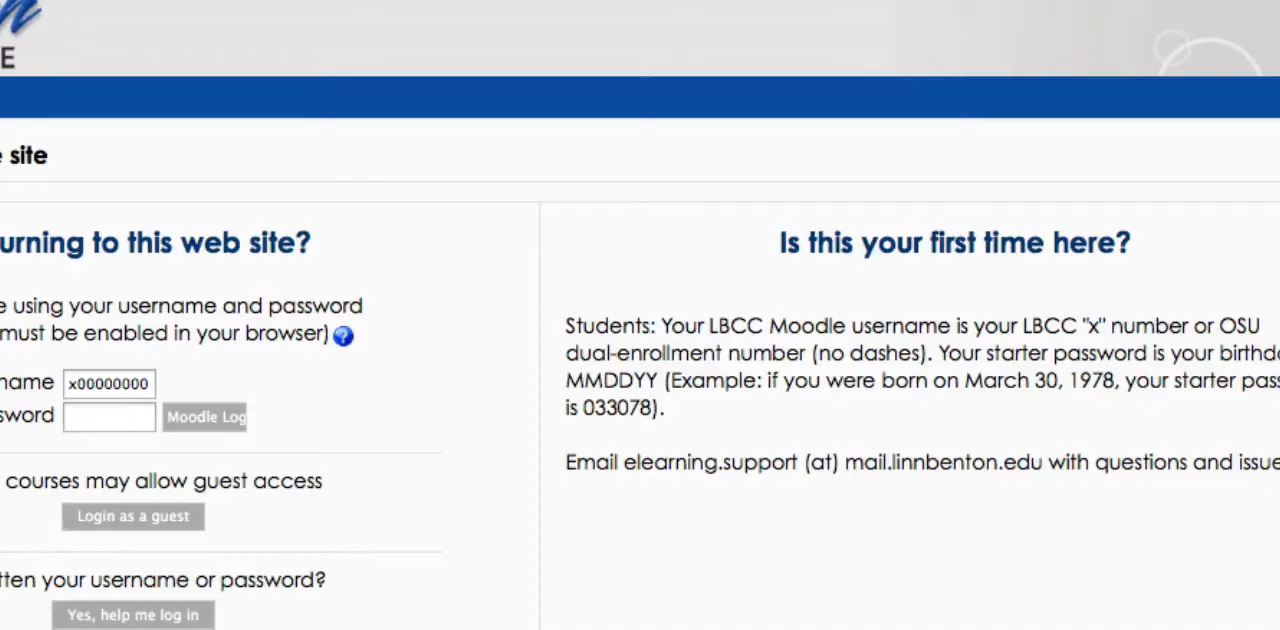 E
site
urning to this web site?
using your username and password
must be enabled in your browser)
name x00000000
sword
Moodle Log
courses may allow guest access
Login as a guest
tten your username or password?
Yes, help me log in
Is this your first time here?
Students: Your LBCC Moodle username is your LBCC "x" number or OSU
dual-enrollment number (no dashes). Your starter password is your birthda
MMDDYY (Example: if you were born on March 30, 1978, your starter pass
is 033078).
Email elearning.support (at) mail.linnbenton.edu with questions and issue